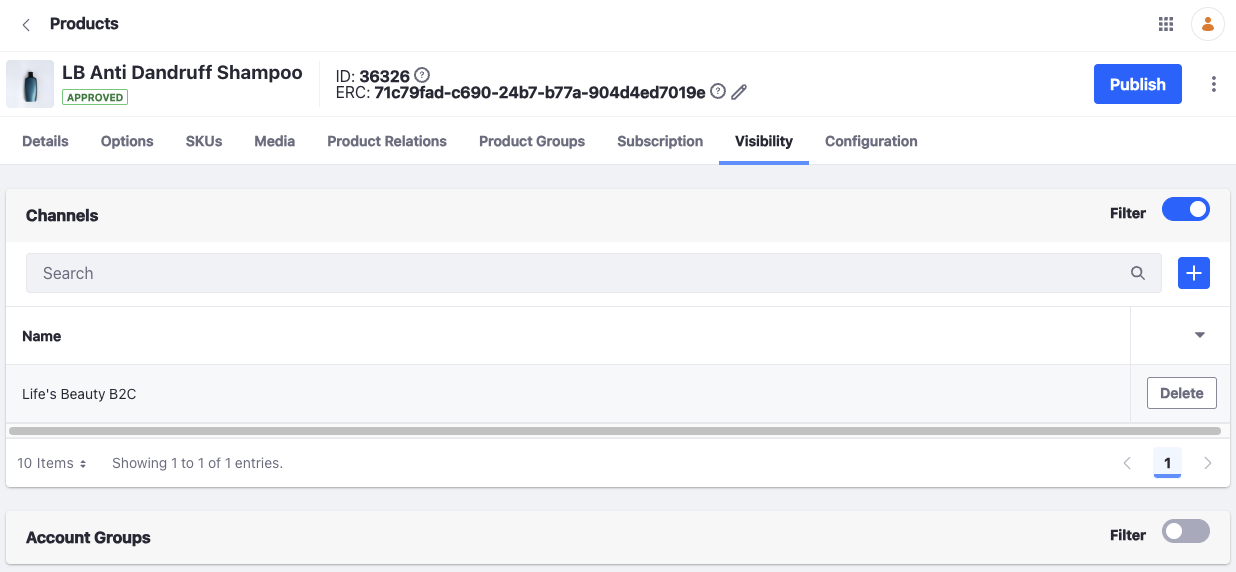 Products
LB Anti Dandruff Shampoo
APPROVED
ID: 36326
ERC: 71c79fad-c690-24b7-b77a-904d4ed7019e
Publish
Details Options SKUs Media Product Relations Product Groups Subscription Visibility Configuration
Channels Filter
Search
Name
Life's Beauty B2C Delete
10 Items Showing 1 to 1 of 1 entries. 1
Account Groups Filter